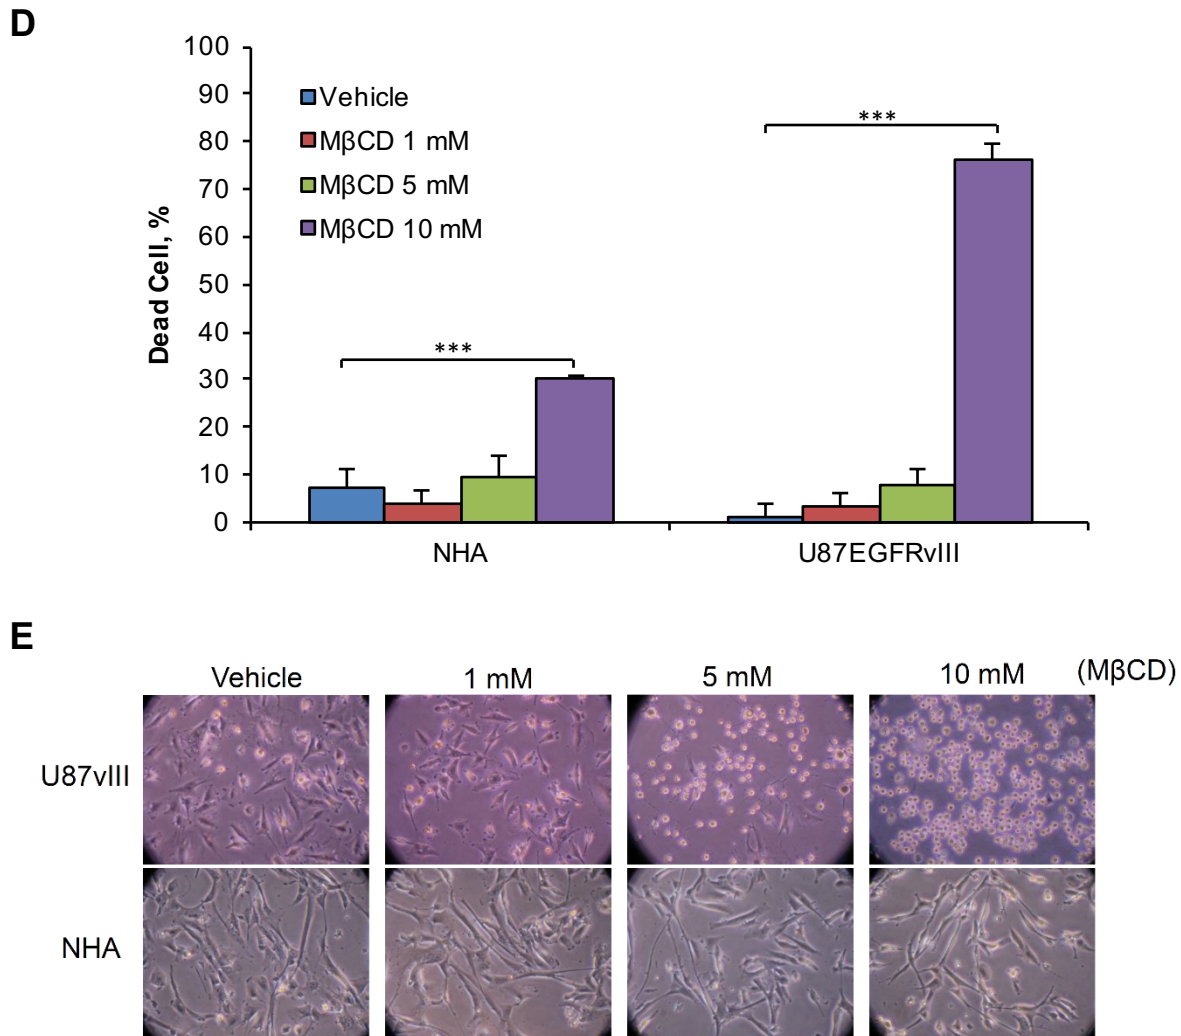 D
100
90
80
70
60
50
40
30
20
10
0
Dead Cell, %
Vehicle
MβCD 1 mM
MβCD 5 mM
MβCD 10 mM
***
***
NHA
U87EGFRvIII
E
Vehicle 1 mM 5 mM 10 mM (MβCD)
U87vIII
NHA